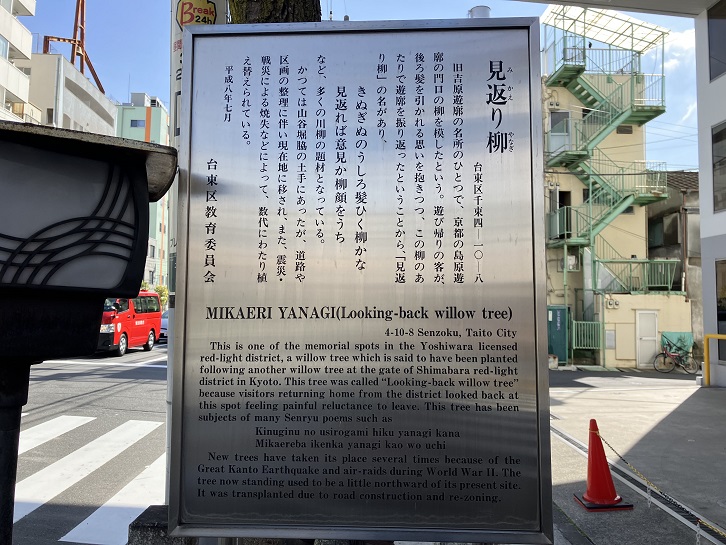 Break
24h
見返り柳
みかえ
やなぎ
台東区千束四―一〇―八
旧吉原遊廓の名所のひとつで、京都の島原遊
廓の門口の柳を模したという。遊び帰りの客が、
後ろ髪を引かれる思いを抱きつつ、この柳のあ
たりで遊廓を振り返ったということから、「見返
り柳」の名があり、
きぬぎぬのうしろ髪ひく柳かな
見返れば意見か柳顔をうち
など、多くの川柳の題材となっている。
かつては山谷堀脇の土手にあったが、道路や
区画の整理に伴い現在地に移され、また、震災・
戦災による焼失などによって、数代にわたり植
え替えられている。
平成八年七月
台東区教育委員会
MIKAERI YANAGI(Looking-back willow tree)
4-10-8 Senzoku, Taito City
This is one of the memorial spots in the Yoshiwara licensed
red-light district, a willow tree which is said to have been planted
following another willow tree at the gate of Shimabara red-light
district in Kyoto. This tree was called "Looking-back willow tree"
because visitors returning home from the district looked back at
this spot feeling painful reluctance to leave. This tree has been
subjects of many Senryu poems such as
Kinuginu no usirogami hiku yanagi kana
Mikaereba ikenka yanagi kao wo uchi
New trees have taken its place several times because of the
Great Kanto Earthquake and air-raids during World War II. The
tree now standing used to be a little northward of its present site.
It was transplanted due to road construction and re-zoning.